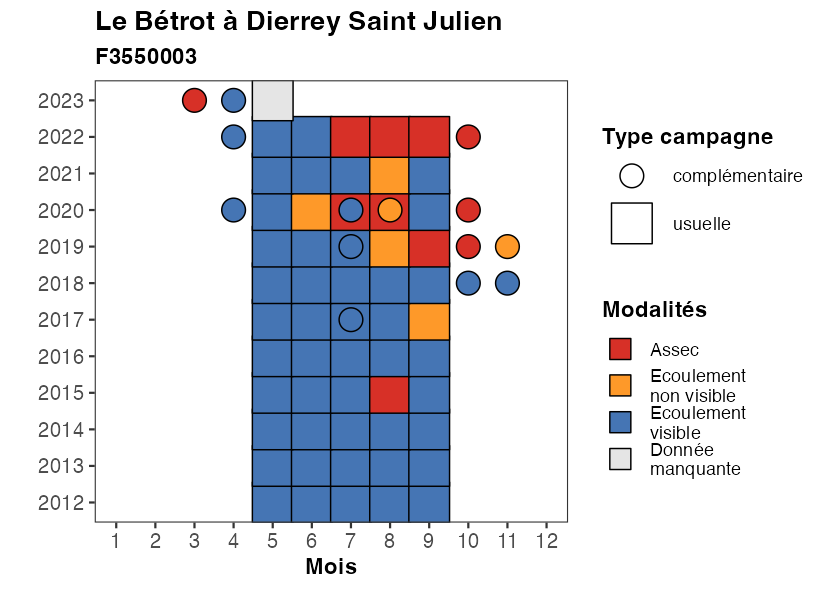 Le Bétrot à Dierrey Saint Julien
F3550003
2023
2022
2021
2020
2019
2018
2017
2016
2015
2014
2013
2012
1 2 3 4 5 6 7 8 9 10 11 12
Mois
Type campagne
complémentaire
usuelle
Modalités
Assec
Ecoulement
non visible
Ecoulement
visible
Donnée
manquante